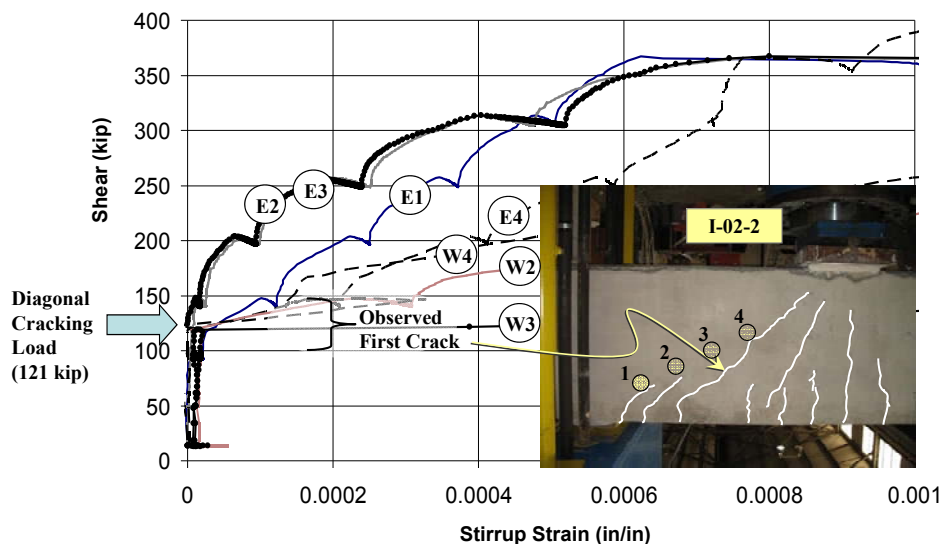 400
350
300
250
200
150
100
50
0
Shear (kip)
Diagonal
Cracking
Load
(121 kip)
E2
E3
E1
E4
W4
W2
W3
Observed
First Crack
I-02-2
1
2
3
4
0
0.0002
0.0004
0.0006
0.0008
0.001
Stirrup Strain (in/in)